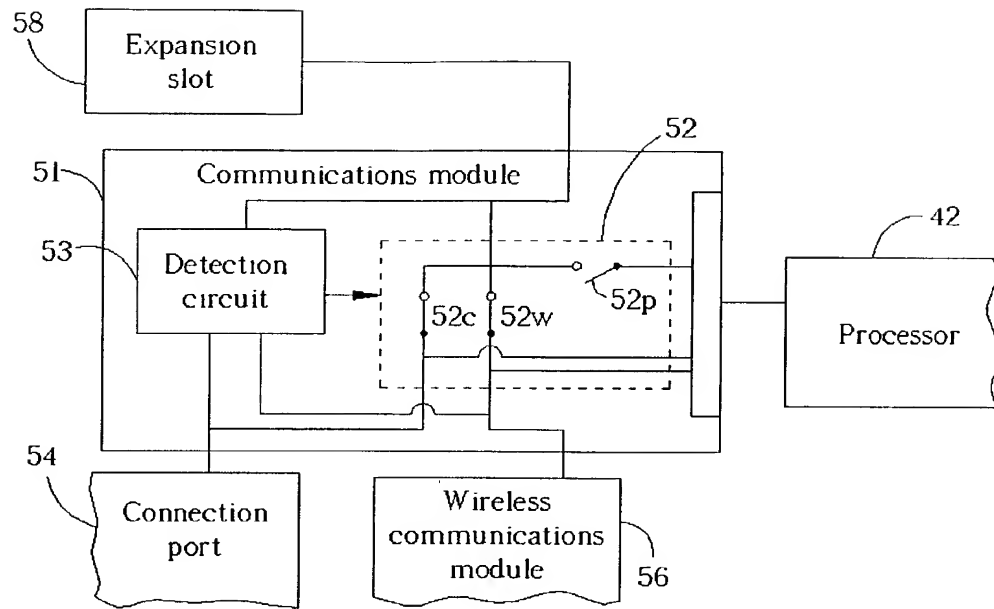 58
Expansion
slot
52
51
Communications module
42
53
Detection
circuit
52c
52w
52p
Processor
54
Connection
port
Wireless
communications
module
56